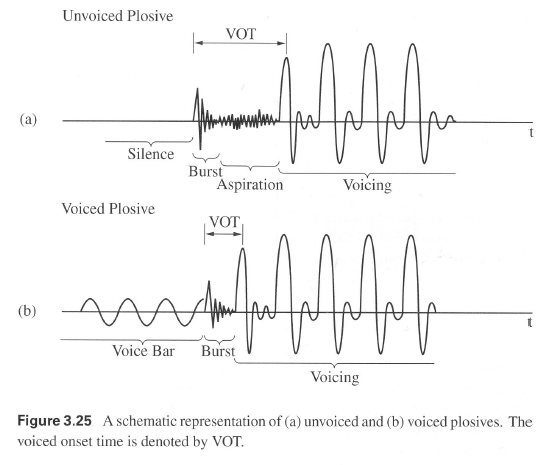 Unvoiced Plosive
VOT
(a)
t
Silence
Burst
Aspiration
Voicing
Voiced Plosive
VOT
(b)
t
Voice Bar
Burst
Voicing
Figure 3.25 A schematic representation of (a) unvoiced and (b) voiced plosives. The
voiced onset time is denoted by VOT.